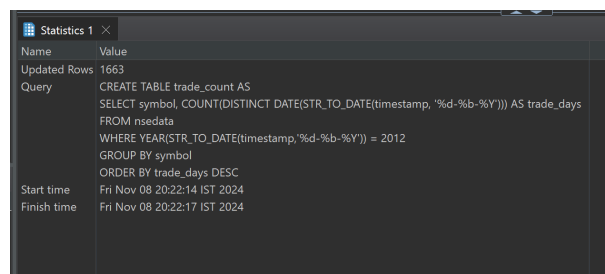 Statistics 1
Name Value
Updated Rows 1663
Query CREATE TABLE trade_count AS
SELECT symbol, COUNT(DISTINCT DATE(STR_TO_DATE(timestamp, '%d-%b-%Y'))) AS trade_days
FROM nsedata
WHERE YEAR(STR_TO_DATE(timestamp,'%d-%b-%Y')) = 2012
GROUP BY symbol
ORDER BY trade_days DESC
Start time Fri Nov 08 20:22:14 IST 2024
Finish time Fri Nov 08 20:22:17 IST 2024